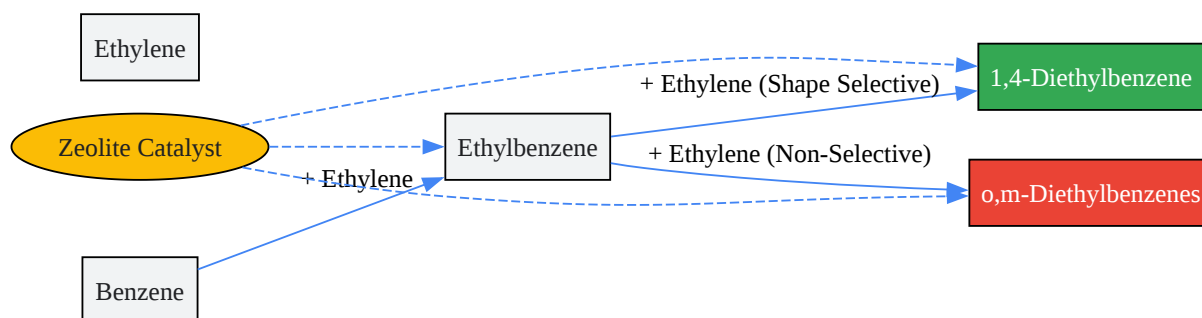 Ethylene
1,4-Diethylbenzene
+ Ethylene (Shape Selective)
Zeolite Catalyst
Ethylbenzene
+ Ethylene (Non-Selective)
+ Ethylene
o,m-Diethylbenzenes
Benzene